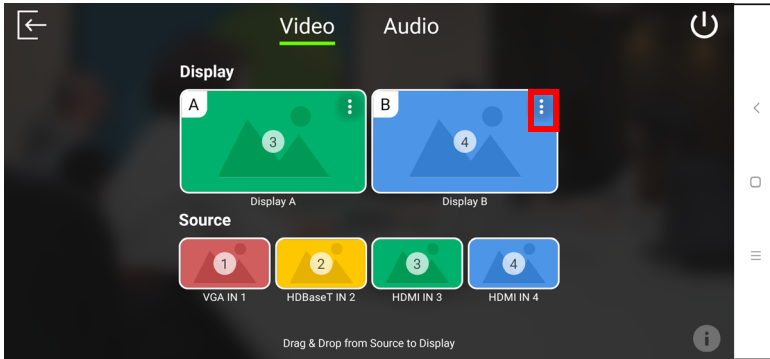 Video Audio
Display
A B
3 4
Display A Display B
Source
1 2 3 4
VGA IN 1 HDBaseT IN 2 HDMI IN 3 HDMI IN 4
Drag & Drop from Source to Display
i